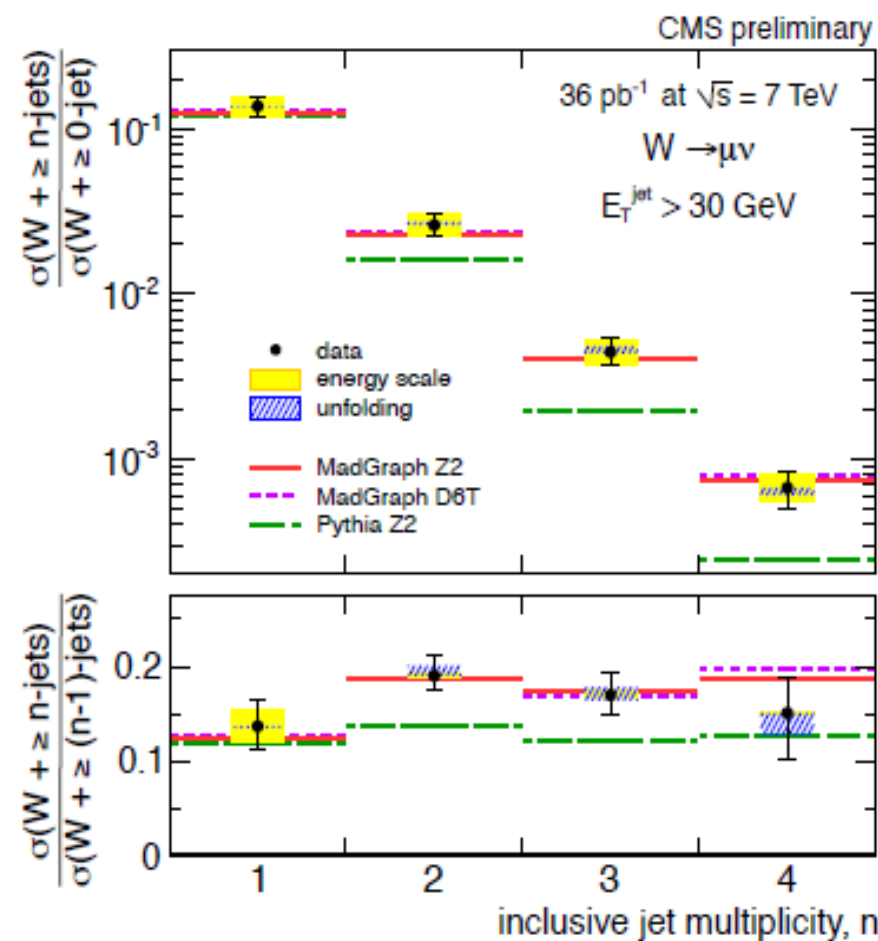 CMS preliminary
36 pb⁻¹ at √s = 7 TeV
W →μν
E_T^jet > 30 GeV
σ(W + ≥ n-jets)
σ(W + ≥ 0-jet)
10⁻¹
10⁻²
10⁻³
data
energy scale
unfolding
MadGraph Z2
MadGraph D6T
Pythia Z2
σ(W + ≥ n-jets)
σ(W + ≥ (n-1)-jets)
0.2
0.1
0
1 2 3 4
inclusive jet multiplicity, n